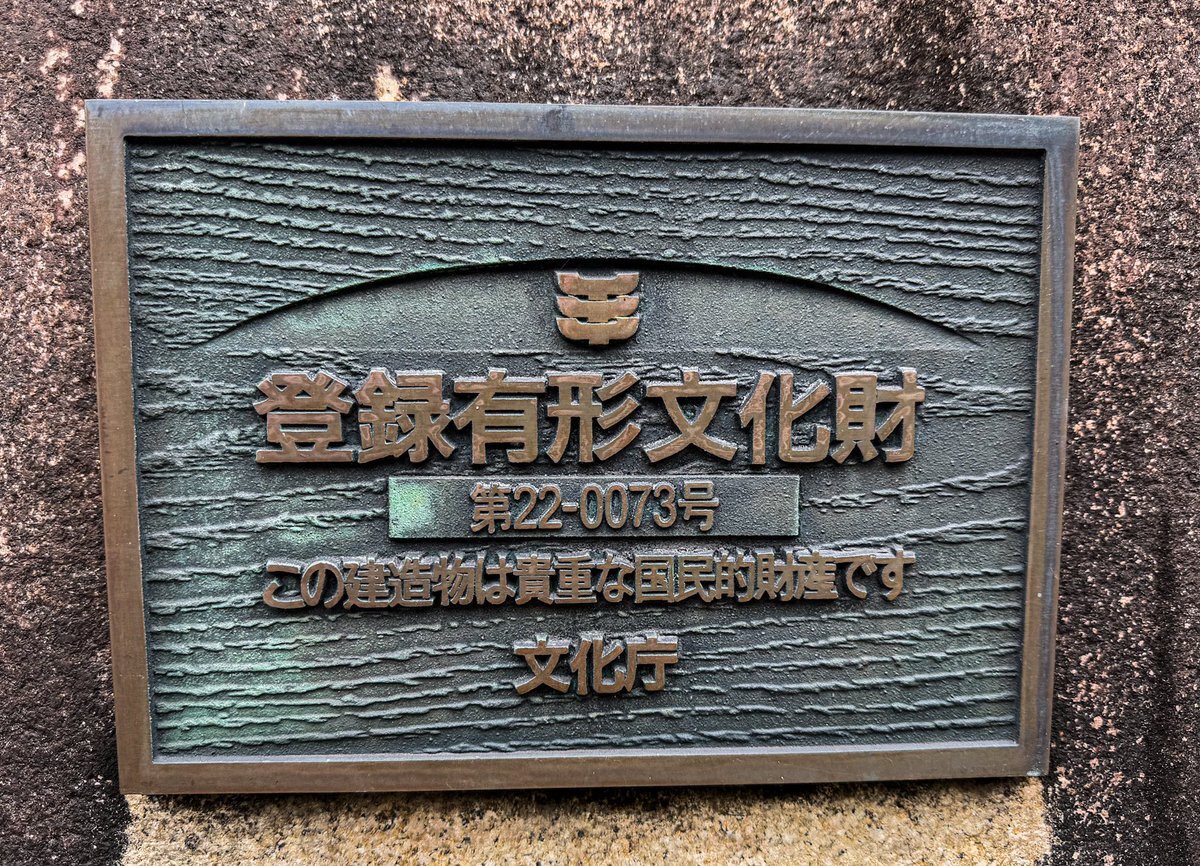 登録有形文化財
第22-0073号
この建造物は貴重な国民的財産です
文化庁